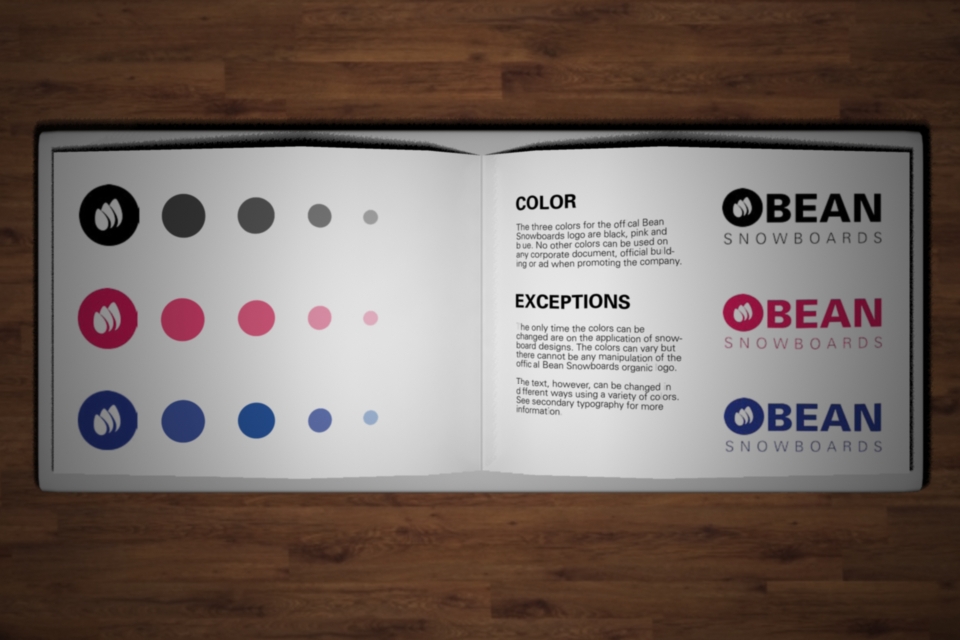 COLOR
The three colors for the official Bean
Snowboards logo are black, pink and
blue. No other colors can be used on
any corporate document, official build-
ing or ad when promoting the company.
EXCEPTIONS
The only time the colors can be
changed are on the application of snow-
board designs. The colors can vary but
there cannot be any manipulation of the
official Bean Snowboards organic logo.
The text, however, can be changed in
different ways using a variety of colors.
See secondary typography for more
information
BEAN
SNOWBOARDS
BEAN
SNOWBOARDS
BEAN
SNOWBOARDS